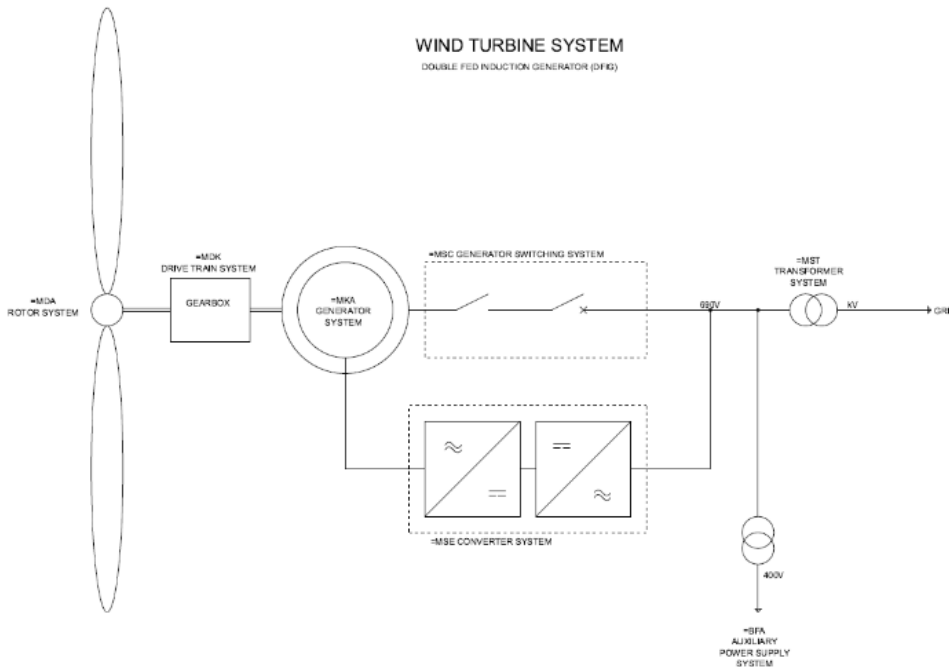 WIND TURBINE SYSTEM
DOUBLE FED INDUCTION GENERATOR (DFIG)
=MDA
ROTOR SYSTEM
=MDK
DRIVE TRAIN SYSTEM
GEARBOX
=MKA
GENERATOR
SYSTEM
=MSC GENERATOR SWITCHING SYSTEM
690V
=MST
TRANSFORMER
SYSTEM
kV
GRI
=MSE CONVERTER SYSTEM
400V
=BFA
AUXILIARY
POWER SUPPLY
SYSTEM